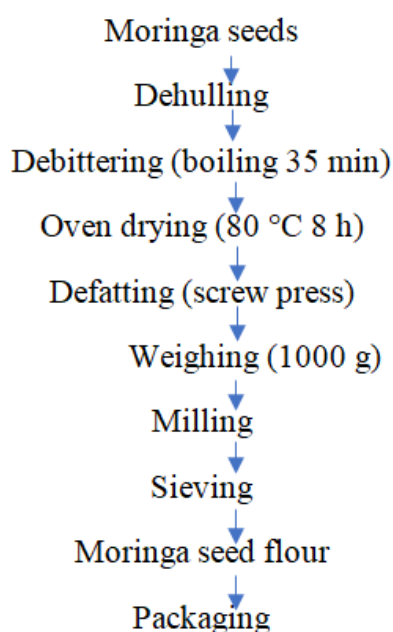 Moringa seeds
Dehulling
Debittering (boiling 35 min)
Oven drying (80 °C 8 h)
Defatting (screw press)
Weighing (1000 g)
Milling
Sieving
Moringa seed flour
Packaging